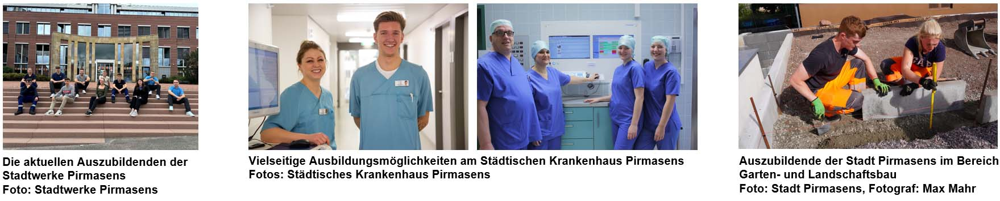 Die aktuellen Auszubildenden der
Stadtwerke Pirmasens
Foto: Stadtwerke Pirmasens
Vielseitige Ausbildungsmöglichkeiten am Städtischen Krankenhaus Pirmasens
Fotos: Städtisches Krankenhaus Pirmasens
Auszubildende der Stadt Pirmasens im Bereich
Garten- und Landschaftsbau
Foto: Stadt Pirmasens, Fotograf: Max Mahr